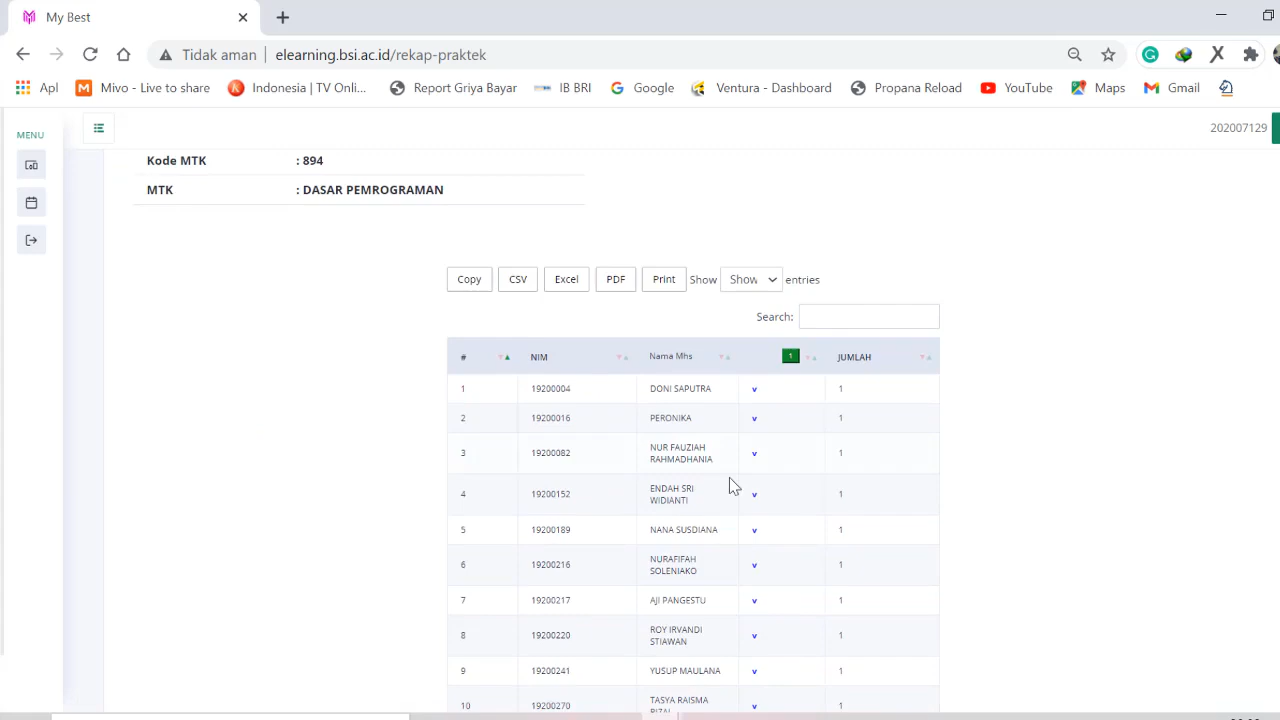 My Best
Tidak aman elearning.bsi.ac.id/rekap-praktek
Apl Mivo - Live to share Indonesia | TV Onli... Report Griya Bayar IB BRI Google Ventura - Dashboard Propana Reload YouTube Maps Gmail
MENU 202007129
Kode MTK : 894
MTK : DASAR PEMROGRAMAN
Copy CSV Excel PDF Print Show Show entries
Search:
# NIM Nama Mhs 1 JUMLAH
1 19200004 DONI SAPUTRA v 1
2 19200016 PERONIKA v 1
3 19200082 NUR FAUZIAH RAHMADHANIA v 1
4 19200152 ENDAH SRI WIDIANTI v 1
5 19200189 NANA SUSDIANA v 1
6 19200216 NURAFIFAH SOLENIAKO v 1
7 19200217 AJI PANGESTU v 1
8 19200220 ROY IRVANDI STIAWAN v 1
9 19200241 YUSUP MAULANA v 1
10 19200270 TASYA RAISMA v 1